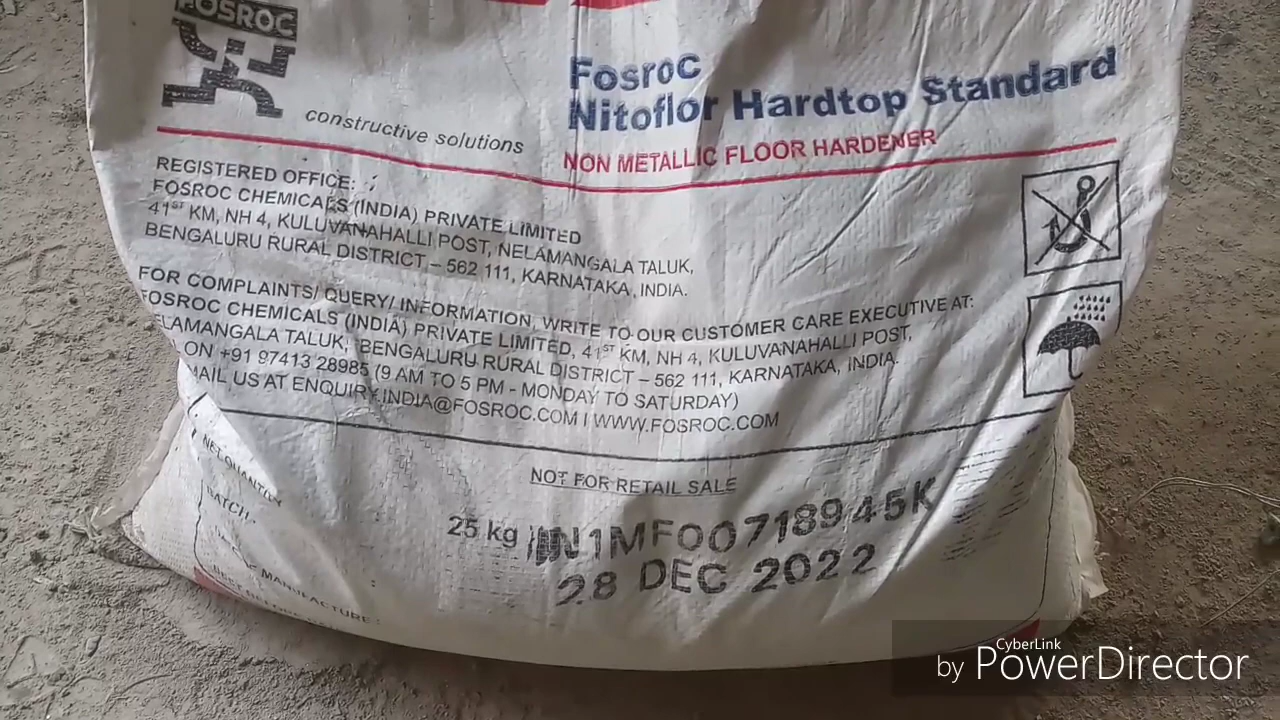 FOSROC
constructive solutions
Fosroc
Nitoflor Hardtop Standard
NON METALLIC FLOOR HARDENER
REGISTERED OFFICE:
FOSROC CHEMICALS (INDIA) PRIVATE LIMITED
41ST KM, NH 4, KULUVANAHALLI POST, NELAMANGALA TALUK,
BENGALURU RURAL DISTRICT – 562 111, KARNATAKA, INDIA.
FOR COMPLAINTS/ QUERY/ INFORMATION, WRITE TO OUR CUSTOMER CARE EXECUTIVE AT:
FOSROC CHEMICALS (INDIA) PRIVATE LIMITED, 41ST KM, NH 4, KULUVANAHALLI POST,
ELAMANGALA TALUK, BENGALURU RURAL DISTRICT – 562 111, KARNATAKA, INDIA.
ON +91 97413 28985 (9 AM TO 5 PM - MONDAY TO SATURDAY)
MAIL US AT ENQUIRY.INDIA@FOSROC.COM | WWW.FOSROC.COM
NOT FOR RETAIL SALE
NET QUANTITY
25 kg
BATCH
N1MF00718945K
MANUFACTURE :
28 DEC 2022
BEST BEFORE
by CyberLink PowerDirector